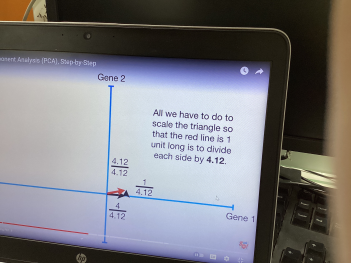 onent Analysis (PCA), Step-by-Step
Gene 2
All we have to do to
scale the triangle so
that the red line is 1
unit long is to divide
each side by 4.12.
4.12
4.12
1
4.12
4
4.12
Gene 1
hp